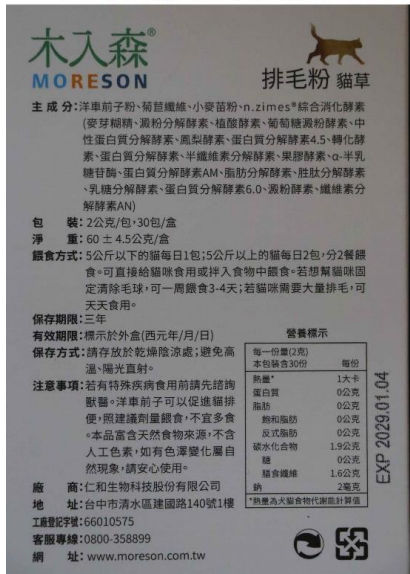 木入森®
MORESON
排毛粉 貓草
主 成 分:洋車前子粉、菊苣纖維、小麥苗粉、n.zimes®綜合消化酵素
(麥芽糊精、澱粉分解酵素、植酸酵素、葡萄糖澱粉酵素、中
性蛋白質分解酵素、鳳梨酵素、蛋白質分解酵素4.5、轉化酵
素、蛋白質分解酵素、半纖維素分解酵素、果膠酵素、α-半乳
糖苷酶、蛋白質分解酵素AM、脂肪分解酵素、胜肽分解酵素
、乳糖分解酵素、蛋白質分解酵素6.0、澱粉酵素、纖維素分
解酵素AN)
包 裝:2公克/包,30包/盒
淨 重:60 ± 4.5公克/盒
餵食方式:5公斤以下的貓每日1包;5公斤以上的貓每日2包,分2餐餵
食。可直接給貓咪食用或拌入食物中餵食。若想幫貓咪固
定清除毛球,可一周餵食3-4天;若貓咪需要大量排毛,可
天天食用。
保存期限:三年
有效期限:標示於外盒(西元年/月/日)
保存方式:請存放於乾燥陰涼處;避免高
溫、陽光直射。
注意事項:若有特殊疾病食用前請先諮詢
獸醫。洋車前子可以促進貓排
便,照建議劑量餵食,不宜多食
。本品富含天然食物來源,不含
人工色素,如有色澤變化屬自
然現象,請安心使用。
廠 商:仁和生物科技股份有限公司
地 址:台中市清水區建國路140號1樓
工廠登記字號:66010575
客服專線:0800-358899
網 址:www.moreson.com.tw
營養標示
每一份量(2克)
本包裝含30份 每份
熱量* 1大卡
蛋白質 0公克
脂肪 0公克
飽和脂肪 0公克
反式脂肪 0公克
碳水化合物 1.9公克
糖 0公克
膳食纖維 1.6公克
鈉 2毫克
*熱量為犬貓食物代謝能計算值
EXP 2029.01.04